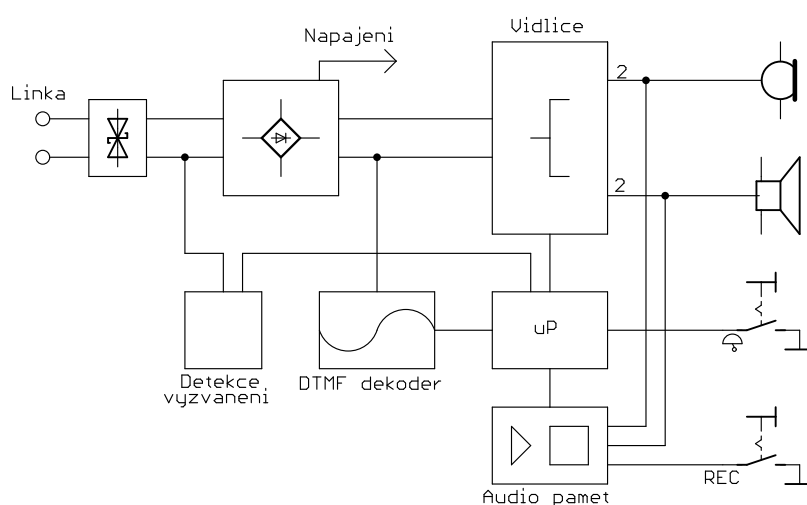 Vidlice
Napajeni
2
Linka
2
uP
Detekce
vyzvaneni
DTMF dekoder
REC
Audio pamet